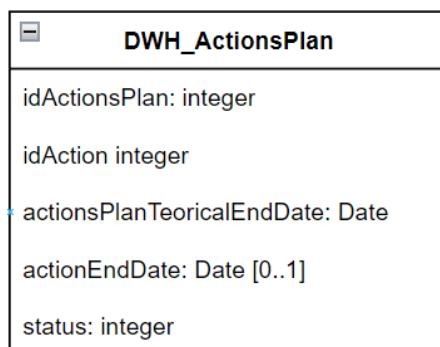 DWH_ActionsPlan
idActionsPlan: integer
idAction integer
actionsPlanTeoricalEndDate: Date
actionEndDate: Date [0..1]
status: integer